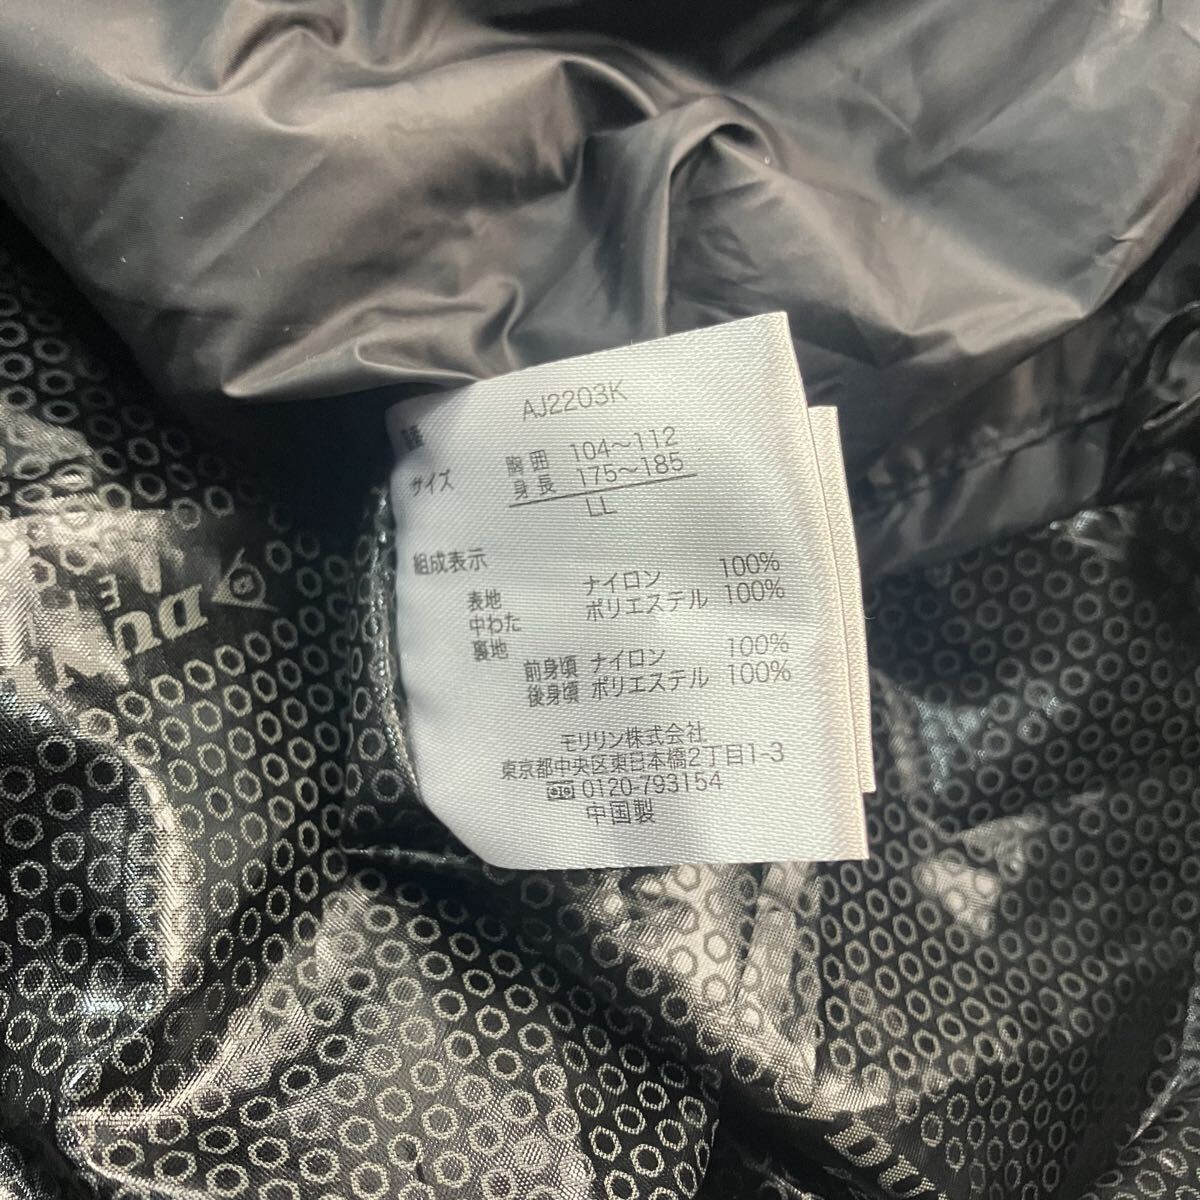 AJ2203K
サイズ 胸囲 104～112
身長 175～185
LL
組成表示
表地 ナイロン 100%
中わた ポリエステル 100%
裏地
前身頃 ナイロン 100%
後身頃 ポリエステル 100%
モリリン株式会社
東京都中央区東日本橋2丁目1-3
0120-793154
中国製
DU